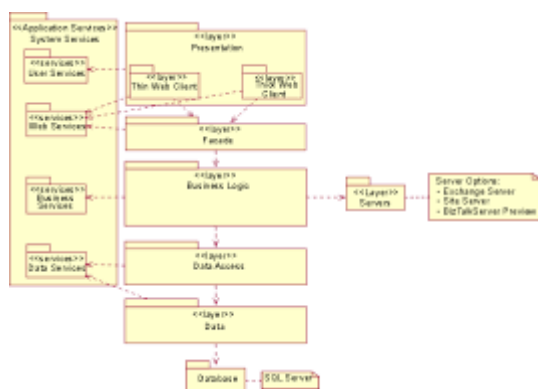 <<Application Services>>
System Services
<<layer>>
Presentation
<<services>>
User Services
<<layer>>
Thin Web Client
<<layer>>
Thick Web
Client
<<services>>
Web Services
<<layer>>
Facade
<<services>>
Business
Services
<<layer>>
Business Logic
<<Layer>>
Servers
Server Options:
- Exchange Server
- Site Server
- BizTalkServer Preview
<<services>>
Data Services
<<layer>>
Data Access
<<layer>>
Data
Database
SQL Server